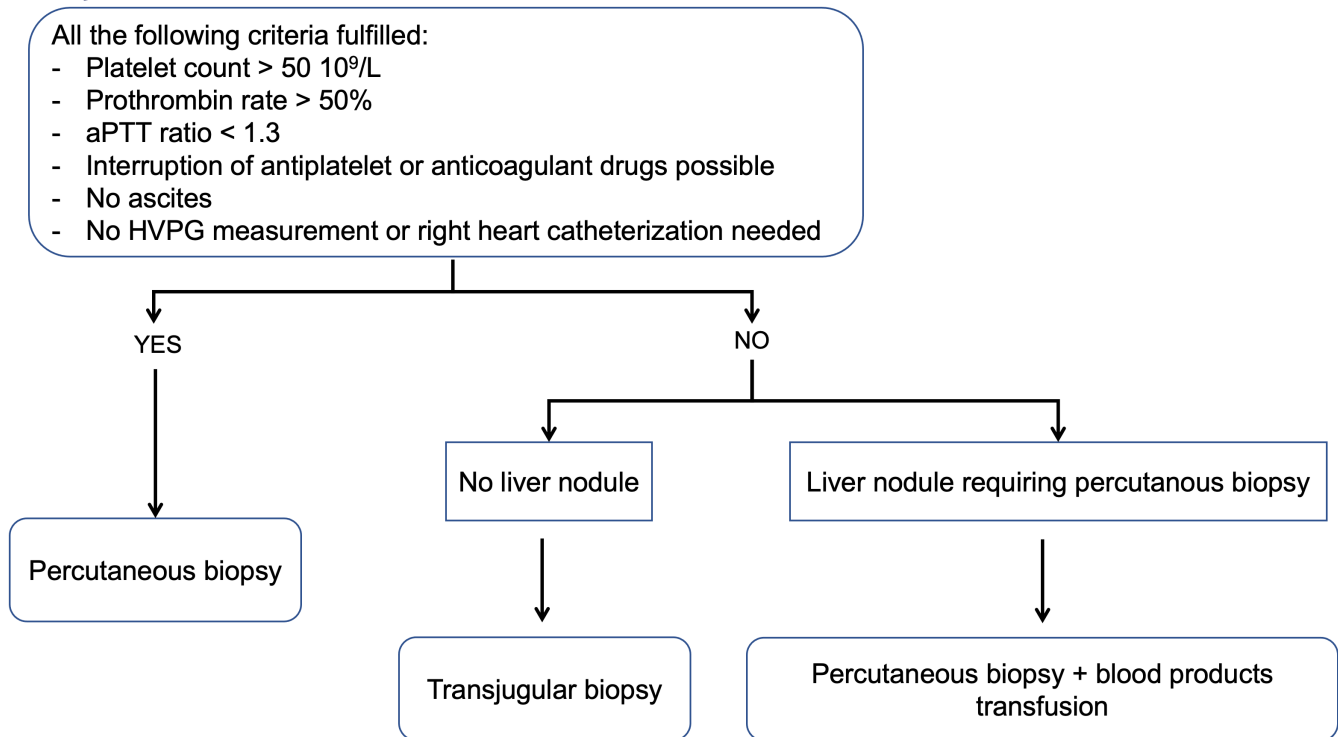 All the following criteria fulfilled:
- Platelet count > 50 10⁹/L
- Prothrombin rate > 50%
- aPTT ratio < 1.3
- Interruption of antiplatelet or anticoagulant drugs possible
- No ascites
- No HVPG measurement or right heart catheterization needed
YES
NO
No liver nodule
Liver nodule requiring percutanous biopsy
Percutaneous biopsy
Transjugular biopsy
Percutaneous biopsy + blood products
transfusion